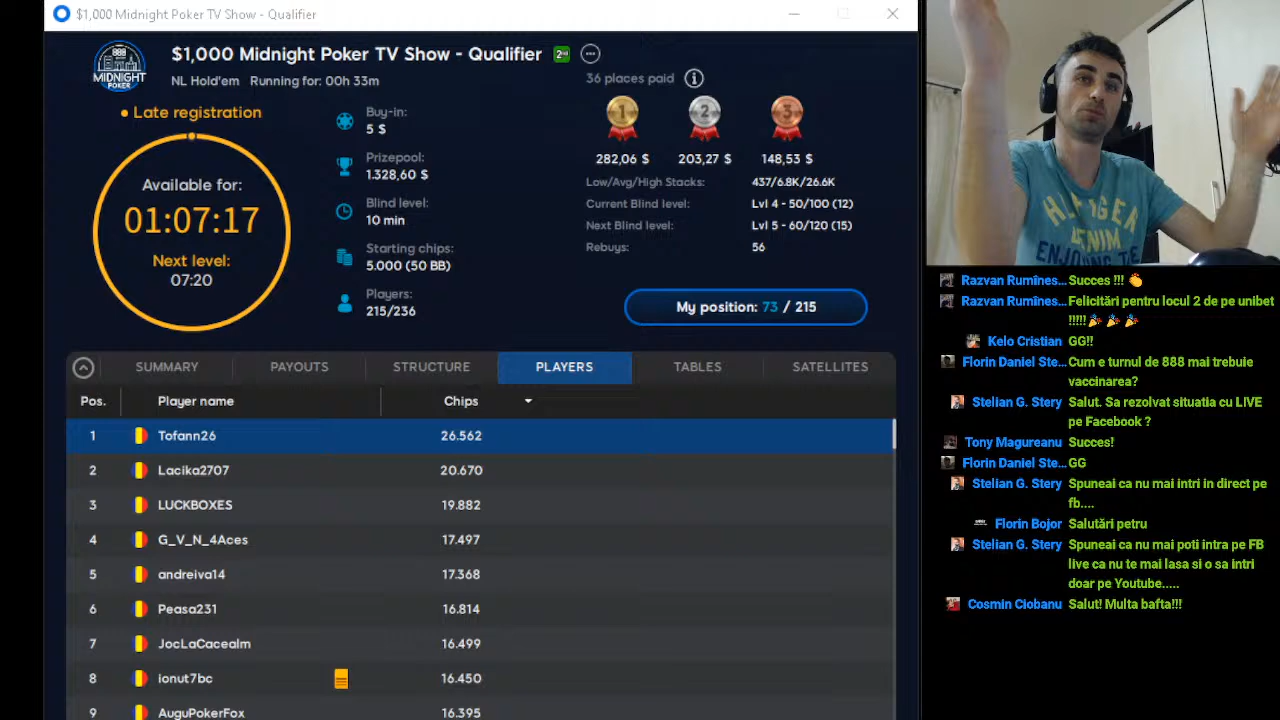 $1,000 Midnight Poker TV Show - Qualifier
888
MIDNIGHT
POKER
$1,000 Midnight Poker TV Show - Qualifier
NL Hold'em Running for: 00h 33m
Late registration
Available for:
01:07:17
Next level:
07:20
Buy-in:
5 $
Prizepool:
1.328,60 $
Blind level:
10 min
Starting chips:
5.000 (50 BB)
Players:
215/236
36 places paid
1 2 3
282,06 $ 203,27 $ 148,53 $
Low/Avg/High Stacks: 437/6.8K/26.6K
Current Blind level: Lvl 4 - 50/100 (12)
Next Blind level: Lvl 5 - 60/120 (15)
Rebuys: 56
My position: 73 / 215
SUMMARY PAYOUTS STRUCTURE PLAYERS TABLES SATELLITES
Pos. Player name Chips
1 Tofann26 26.562
2 Lacika2707 20.670
3 LUCKBOXES 19.882
4 G_V_N_4Aces 17.497
5 andreiva14 17.368
6 Peasa231 16.814
7 JocLaCacealm 16.499
8 ionut7bc 16.450
9 AuguPokerFox 16.395
HILFIGER
DENIM
Razvan Rumînes... Succes !!! 👏
Razvan Rumînes... Felicitări pentru locul 2 de pe unibet
!!!!!🎉 🎉 🎉
Kelo Cristian GG!!
Florin Daniel Ste... Cum e turnul de 888 mai trebuie
vaccinarea?
Stelian G. Stery Salut. Sa rezolvat situatia cu LIVE
pe Facebook ?
Tony Magureanu Succes!
Florin Daniel Ste... GG
Stelian G. Stery Spuneai ca nu mai intri in direct pe
fb....
Florin Bojor Salutări petru
Stelian G. Stery Spuneai ca nu mai poti intra pe FB
live ca nu te mai lasa si o sa intri
doar pe Youtube.....
Cosmin Ciobanu Salut! Multa bafta!!!